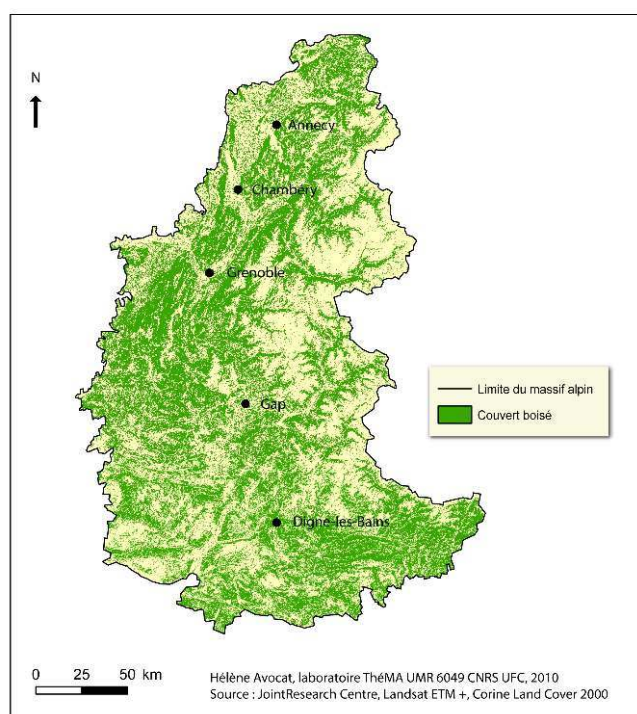 N
Annecy
Chambéry
Grenoble
Limite du massif alpin
Couvert boisé
Gap
Digne-les-Bains
0 25 50 km
Hélène Avocat, laboratoire ThéMA UMR 6049 CNRS UFC, 2010
Source : JointResearch Centre, Landsat ETM +, Corine Land Cover 2000